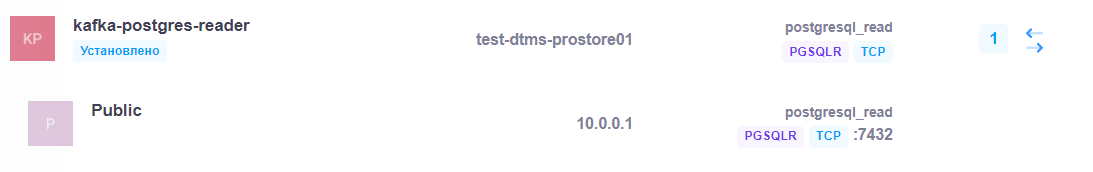 KP
kafka-postgres-reader
Установлено
test-dtms-prostore01
postgresql_read
PGSQLR TCP
1
P
Public
10.0.0.1
postgresql_read
PGSQLR TCP :7432